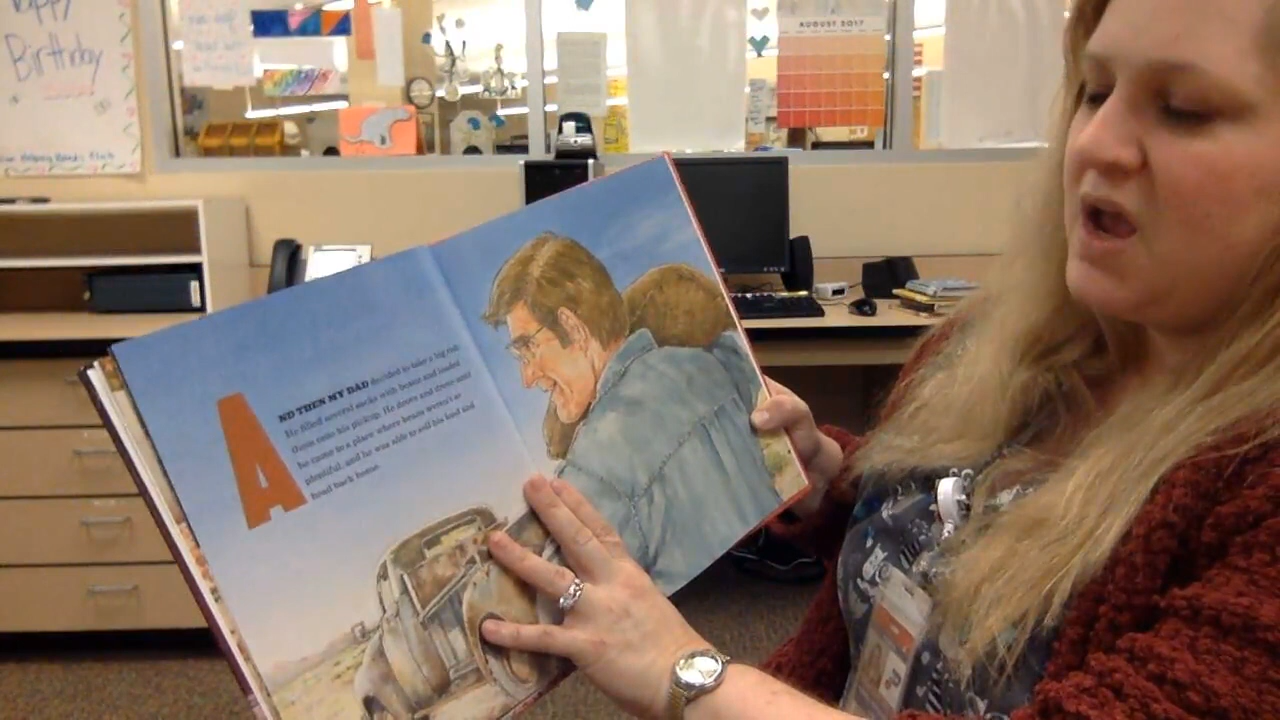 Happy
Birthday
AUGUST 2017
A
ND THEN MY DAD decided to take a big risk
He filled several sacks with beans and loaded
them onto his pickup. He drove and drove until
he came to a place where beans weren't so
plentiful, and he was able to sell his load and
head back home.